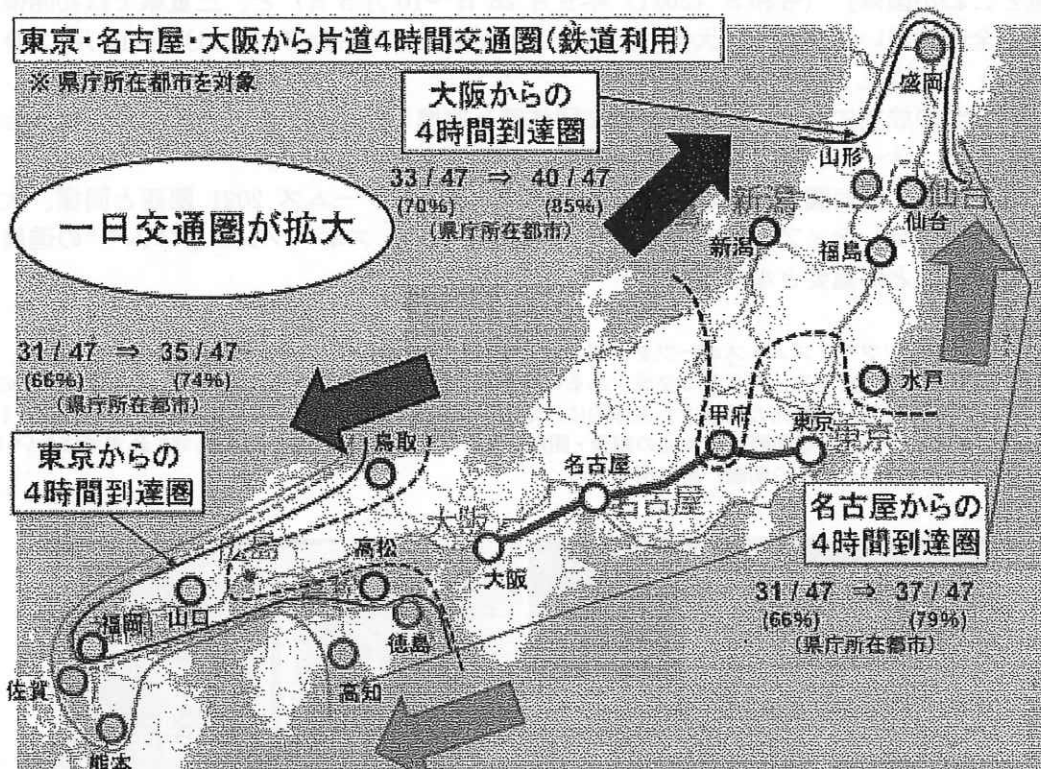 東京・名古屋・大阪から片道4時間交通圏(鉄道利用)
※ 県庁所在都市を対象
大阪からの
4時間到達圏
33 / 47 ⇒ 40 / 47
(70%) (85%)
(県庁所在都市)
一日交通圏が拡大
31 / 47 ⇒ 35 / 47
(66%) (74%)
(県庁所在都市)
東京からの
4時間到達圏
盛岡
山形
仙台
仙台
新潟
新潟
福島
水戸
甲府
東京
東京
名古屋
名古屋
大阪
大阪
鳥取
広島
高松
徳島
高知
山口
福岡
佐賀
熊本
名古屋からの
4時間到達圏
31 / 47 ⇒ 37 / 47
(66%) (79%)
(県庁所在都市)